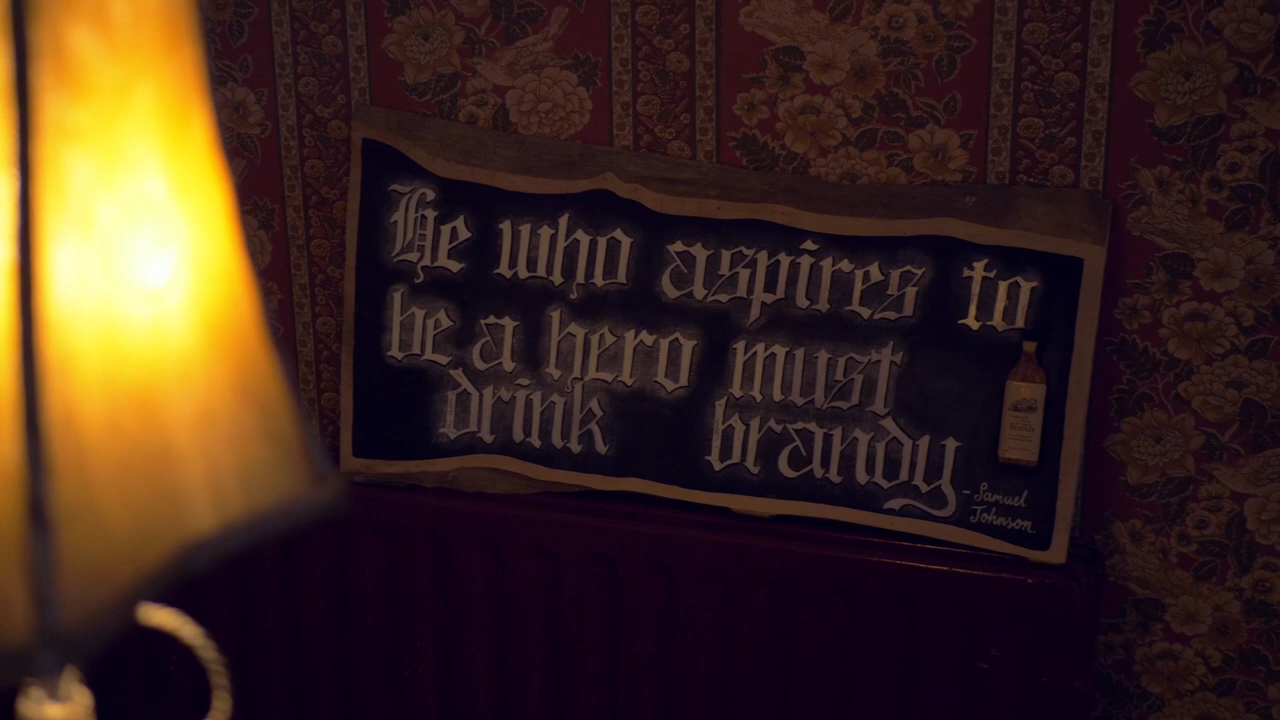 He who aspires to
be a hero must
drink brandy
- Samuel
Johnson.